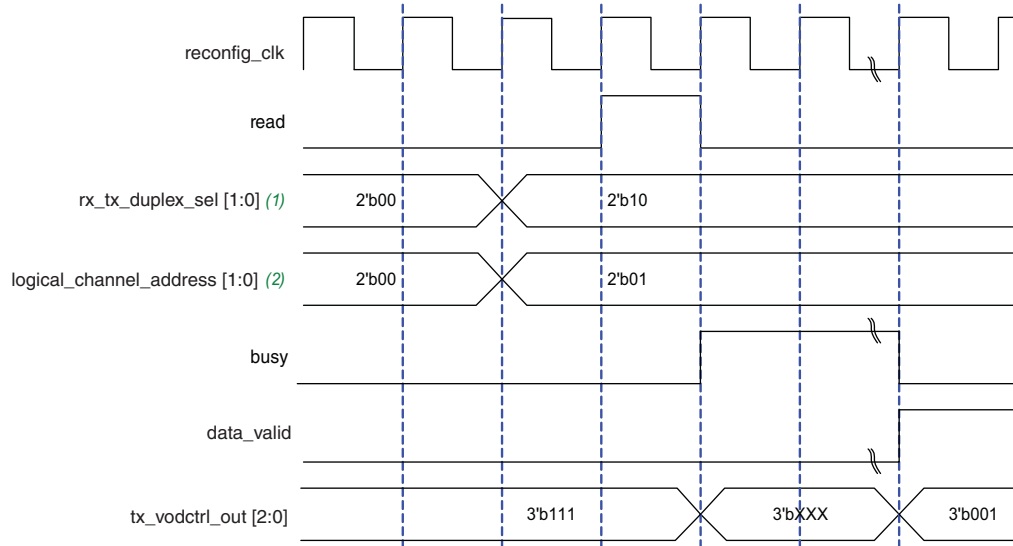 reconfig_clk
read
rx_tx_duplex_sel [1:0] (1) 2'b00 2'b10
logical_channel_address [1:0] (2) 2'b00 2'b01
busy
data_valid
tx_vodctrl_out [2:0] 3'b111 3'bXXX 3'b001